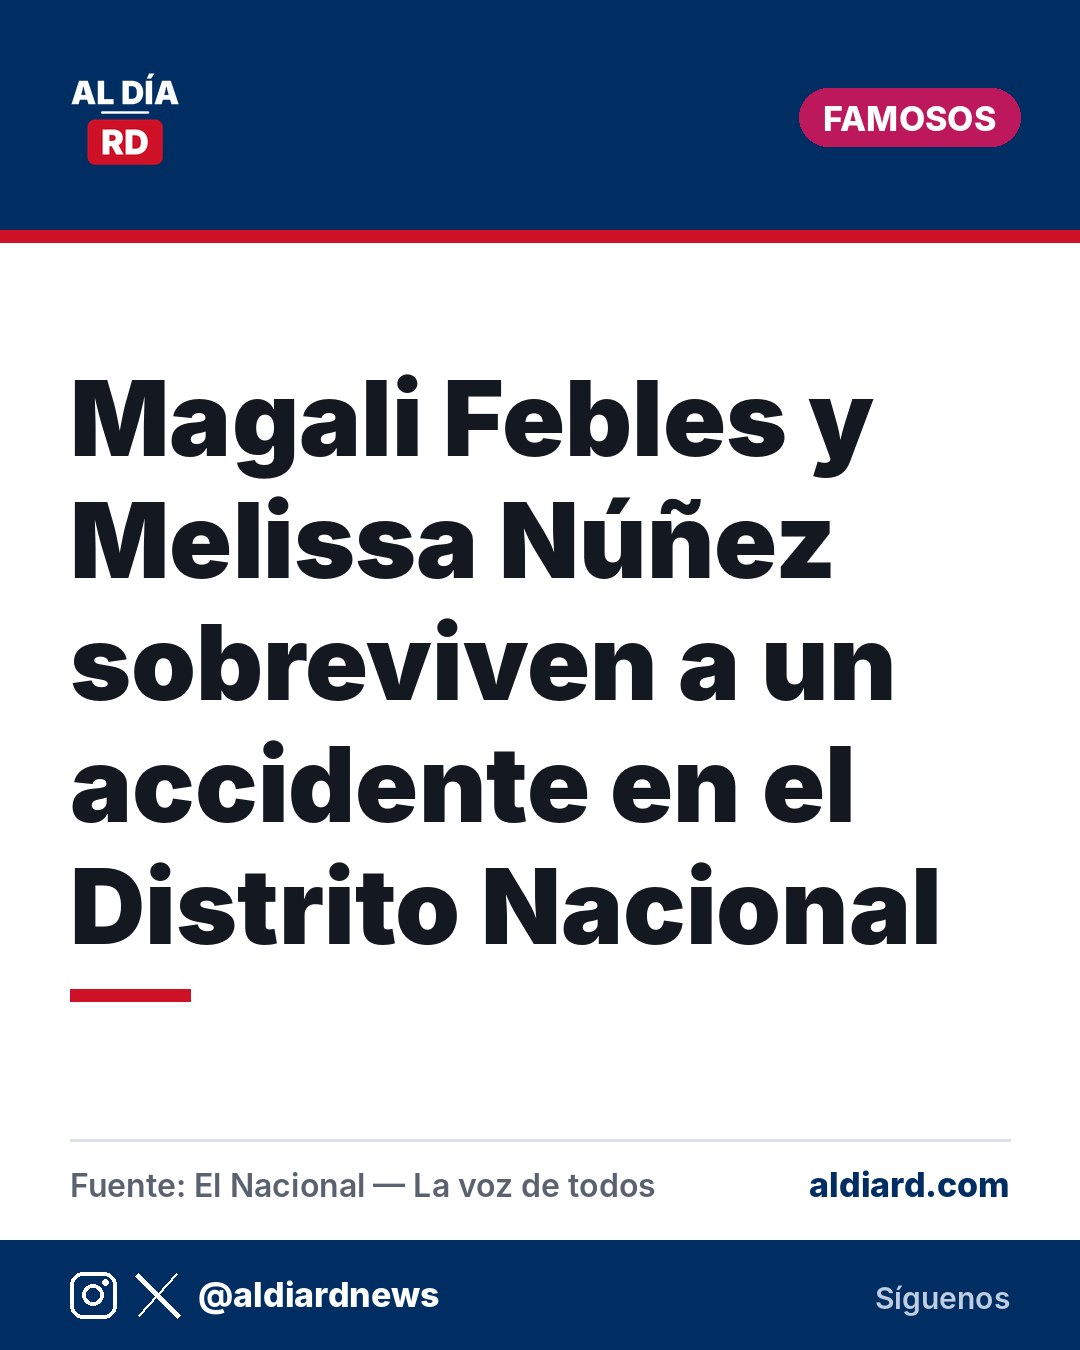 AL DÍA
RD
FAMOSOS
Magali Febles y
Melissa Núñez
sobreviven a un
accidente en el
Distrito Nacional
Fuente: El Nacional — La voz de todos
aldiard.com
@aldiardnews
Síguenos